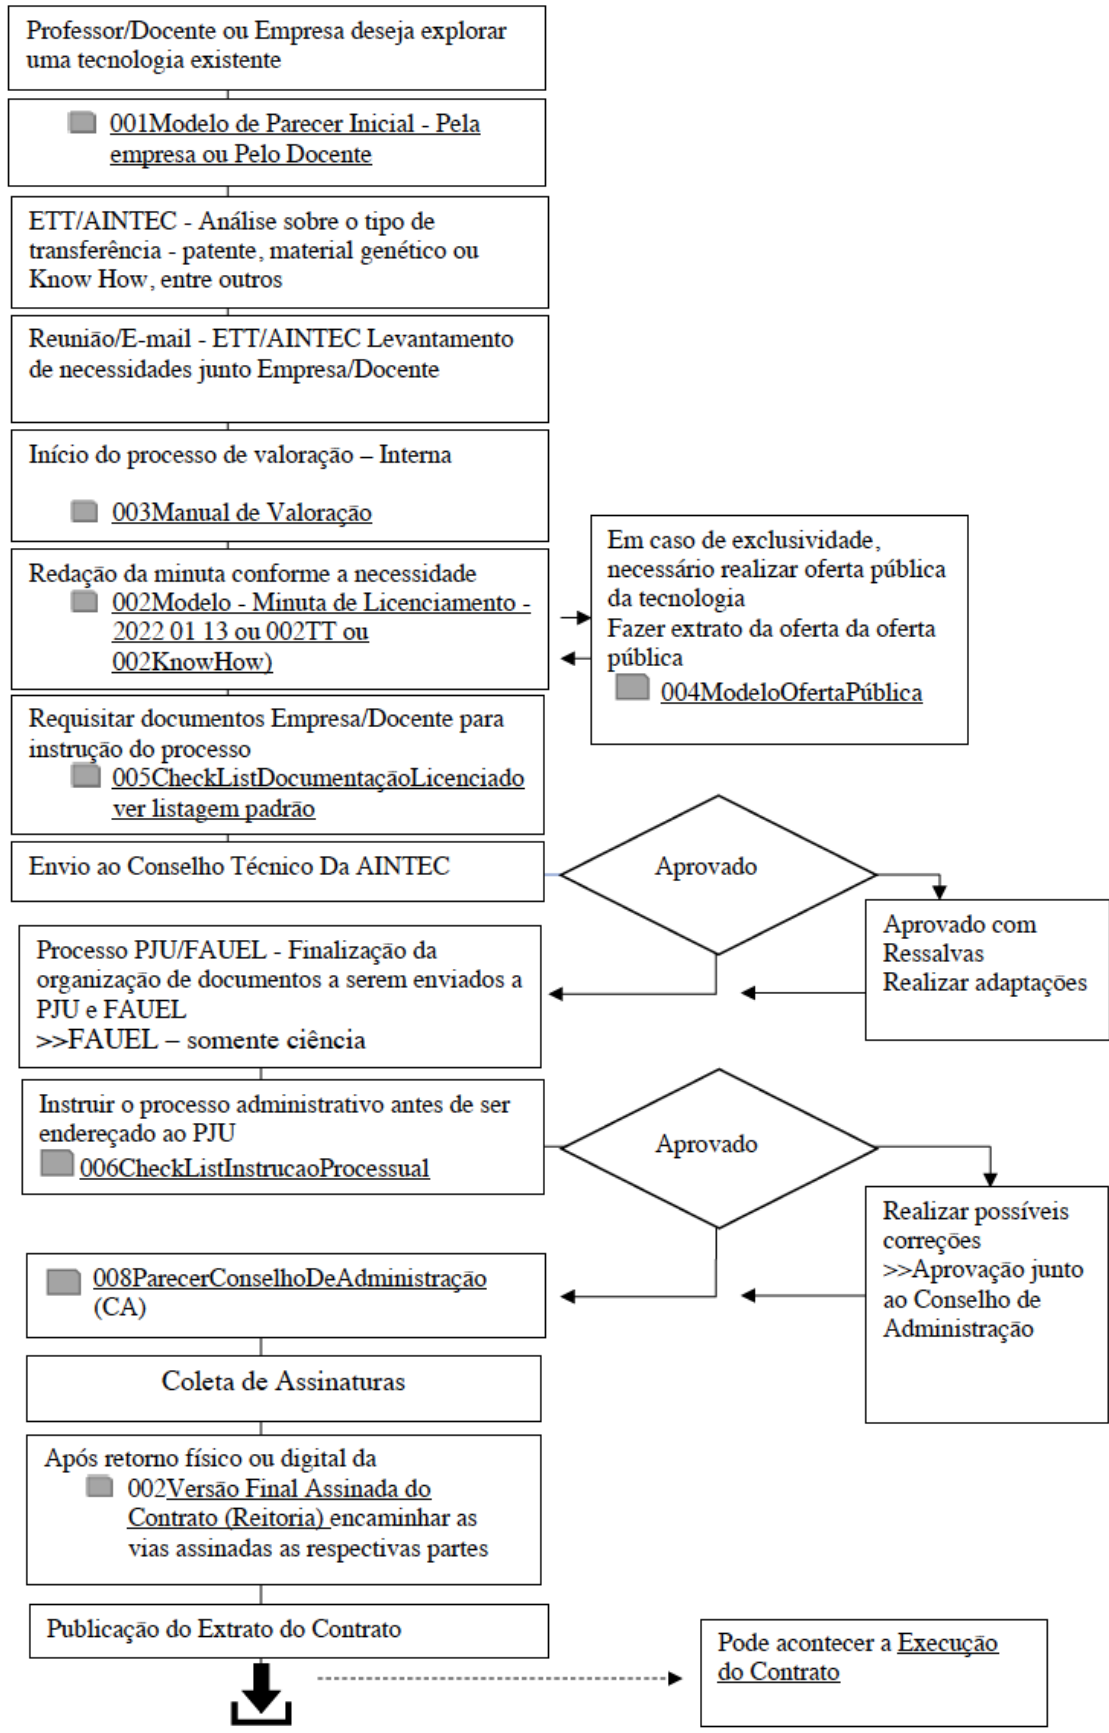 Professor/Docente ou Empresa deseja explorar
uma tecnologia existente
001Modelo de Parecer Inicial - Pela
empresa ou Pelo Docente
ETT/AINTEC - Análise sobre o tipo de
transferência - patente, material genético ou
Know How, entre outros
Reunião/E-mail - ETT/AINTEC Levantamento
de necessidades junto Empresa/Docente
Início do processo de valoração – Interna
003Manual de Valoração
Redação da minuta conforme a necessidade
002Modelo - Minuta de Licenciamento -
2022 01 13 ou 002TT ou
002KnowHow)
Em caso de exclusividade,
necessário realizar oferta pública
da tecnologia
Fazer extrato da oferta da oferta
pública
004ModeloOfertaPública
Requisitar documentos Empresa/Docente para
instrução do processo
005CheckListDocumentaçãoLicenciado
ver listagem padrão
Envio ao Conselho Técnico Da AINTEC
Aprovado
Aprovado com
Ressalvas
Realizar adaptações
Processo PJU/FAUEL - Finalização da
organização de documentos a serem enviados a
PJU e FAUEL
>>FAUEL – somente ciência
Instruir o processo administrativo antes de ser
endereçado ao PJU
006CheckListInstrucaoProcessual
Aprovado
Realizar possíveis
correções
>>Aprovação junto
ao Conselho de
Administração
008ParecerConselhoDeAdministração
(CA)
Coleta de Assinaturas
Após retorno físico ou digital da
002Versão Final Assinada do
Contrato (Reitoria) encaminhar as
vias assinadas as respectivas partes
Publicação do Extrato do Contrato
Pode acontecer a Execução
do Contrato